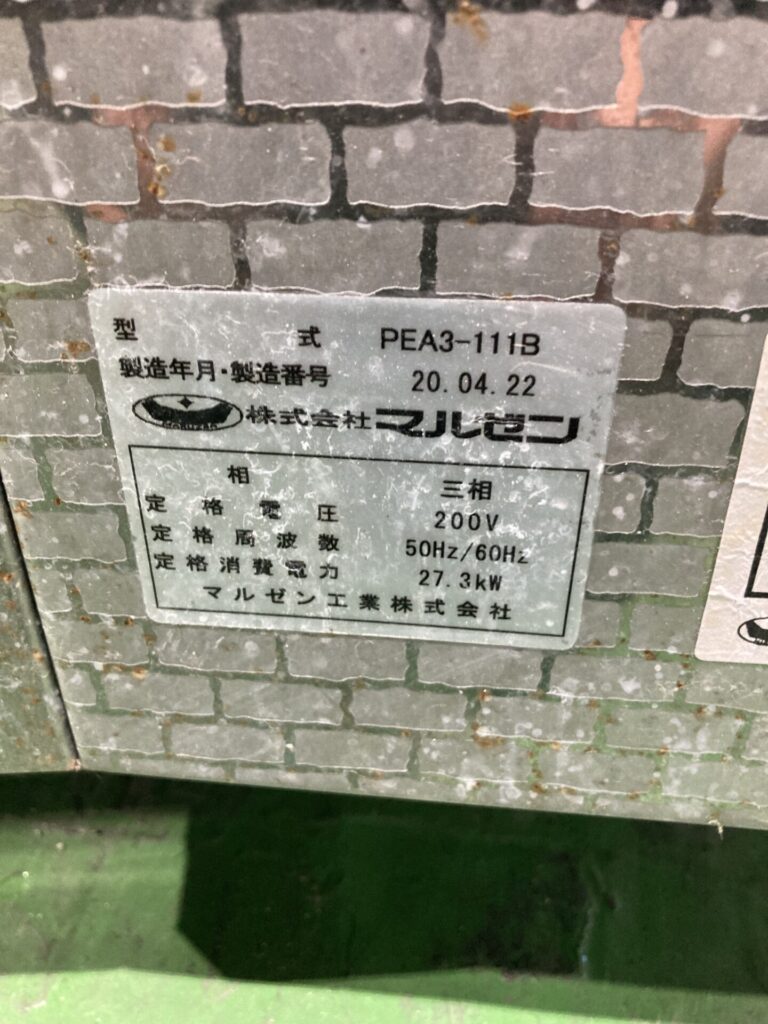 型式 PEA3-111B
製造年月・製造番号 20.04.22
MARUZEN 株式会社マルゼン
相 三相
定格電圧 200V
定格周波数 50Hz/60Hz
定格消費電力 27.3kW
マルゼン工業株式会社